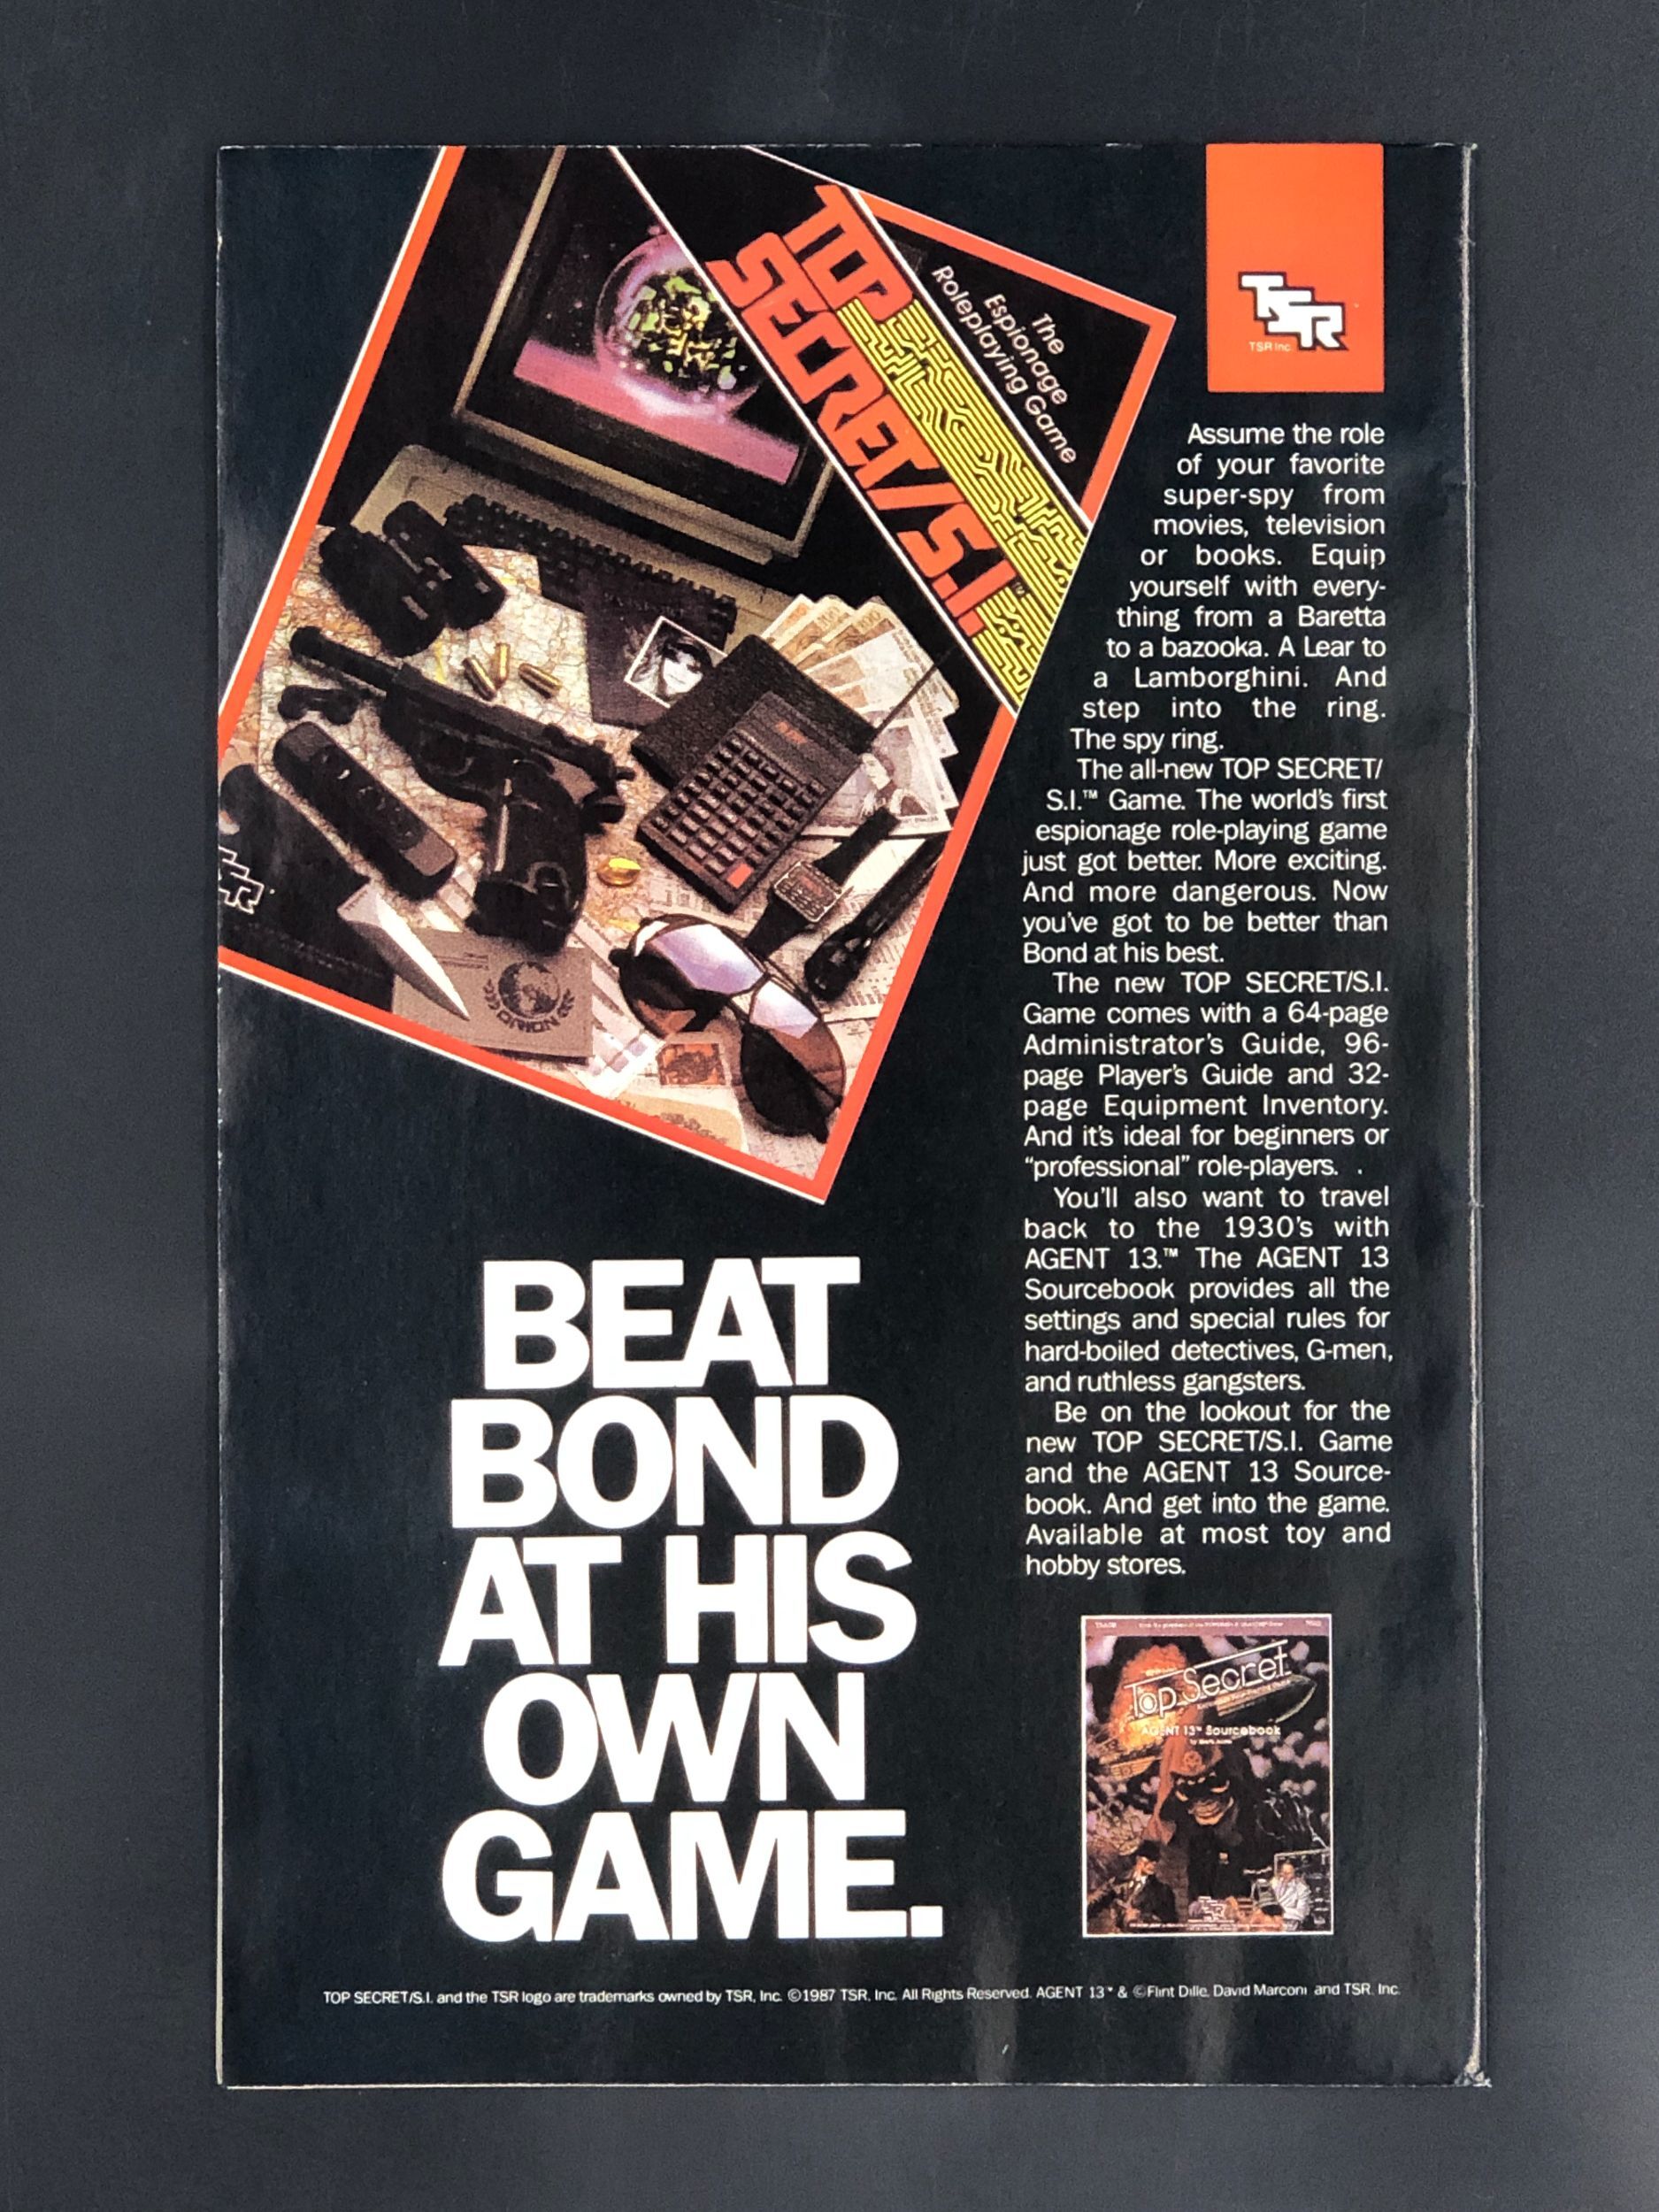 TOP
SECRET/S.I.™
The
Espionage
Roleplaying Game
TSR
TSR Inc.
TSR
ORION
Assume the role
of your favorite
super-spy from
movies, television
or books. Equip
yourself with every-
thing from a Baretta
to a bazooka. A Lear to
a Lamborghini. And
step into the ring.
The spy ring.
The all-new TOP SECRET/
S.I.™ Game. The world's first
espionage role-playing game
just got better. More exciting.
And more dangerous. Now
you've got to be better than
Bond at his best.
The new TOP SECRET/S.I.
Game comes with a 64-page
Administrator's Guide, 96-
page Player's Guide and 32-
page Equipment Inventory.
And it's ideal for beginners or
"professional" role-players.
You'll also want to travel
back to the 1930's with
AGENT 13.™ The AGENT 13
Sourcebook provides all the
settings and special rules for
hard-boiled detectives, G-men,
and ruthless gangsters.
Be on the lookout for the
new TOP SECRET/S.I. Game
and the AGENT 13 Source-
book. And get into the game.
Available at most toy and
hobby stores.
BEAT
BOND
AT HIS
OWN
GAME.
Top Secret
AGENT 13™ Sourcebook
TSR
TOP SECRET/S.I. and the TSR logo are trademarks owned by TSR, Inc. ©1987 TSR, Inc. All Rights Reserved. AGENT 13™ & ©Flint Dille, David Marconi and TSR, Inc.